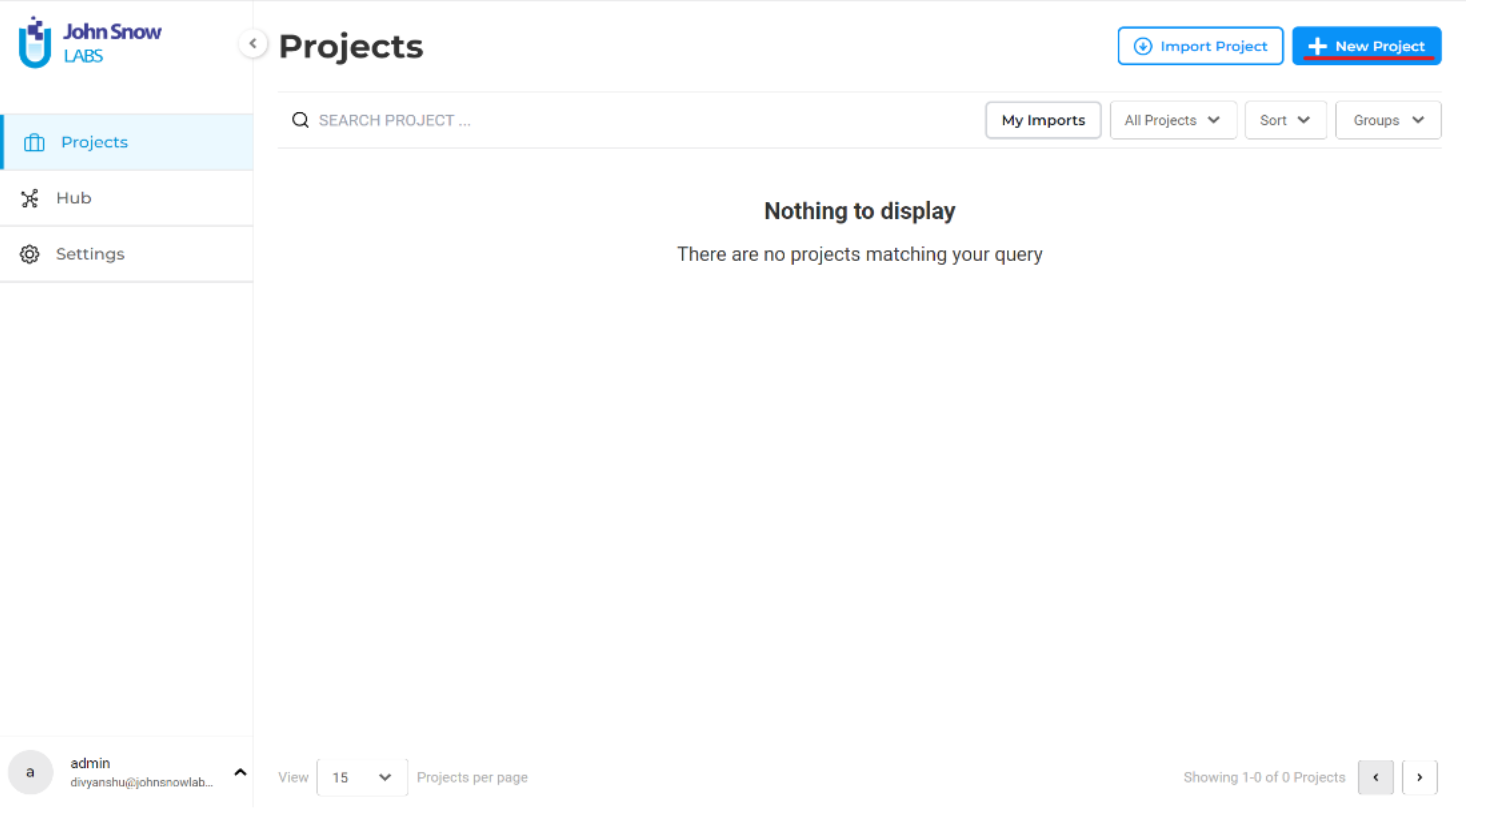 John Snow
LABS
Projects
Import Project
New Project
SEARCH PROJECT ...
My Imports
All Projects
Sort
Groups
Projects
Hub
Settings
Nothing to display
There are no projects matching your query
a
admin
divyanshu@johnsnowlab...
View
15
Projects per page
Showing 1-0 of 0 Projects